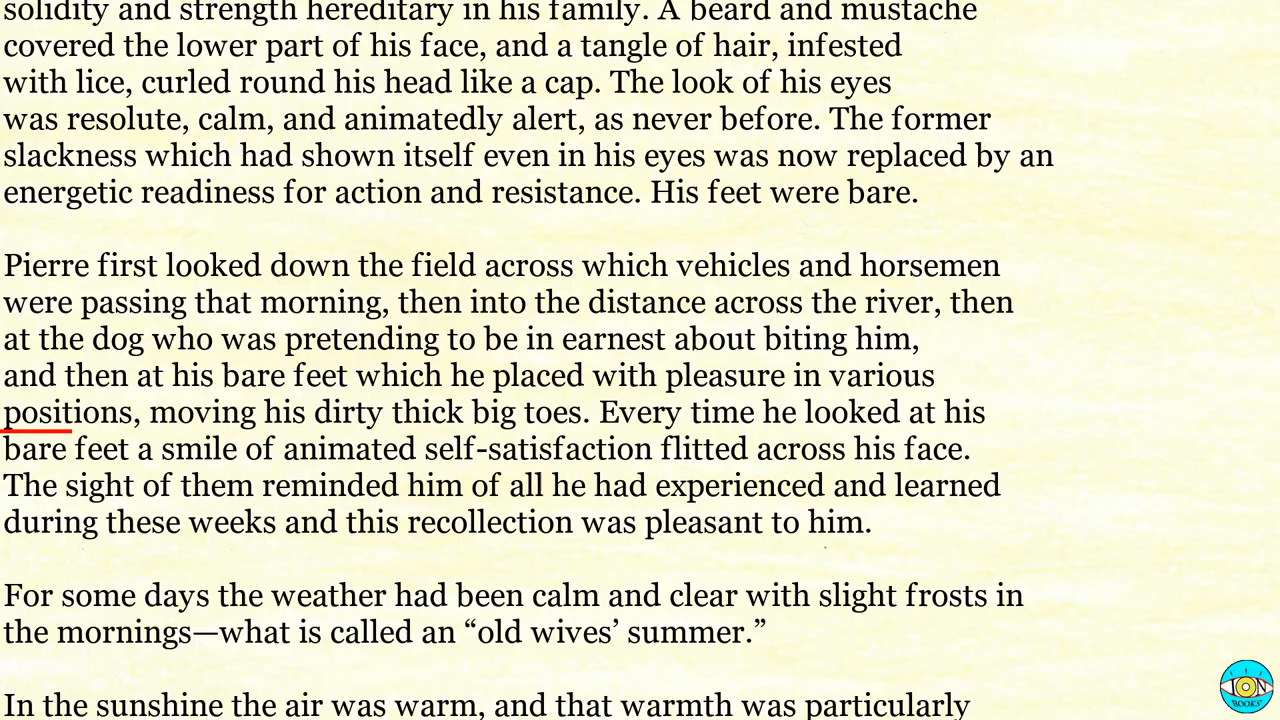 solidity and strength hereditary in his family. A beard and mustache
covered the lower part of his face, and a tangle of hair, infested
with lice, curled round his head like a cap. The look of his eyes
was resolute, calm, and animatedly alert, as never before. The former
slackness which had shown itself even in his eyes was now replaced by an
energetic readiness for action and resistance. His feet were bare.
Pierre first looked down the field across which vehicles and horsemen
were passing that morning, then into the distance across the river, then
at the dog who was pretending to be in earnest about biting him,
and then at his bare feet which he placed with pleasure in various
positions, moving his dirty thick big toes. Every time he looked at his
bare feet a smile of animated self-satisfaction flitted across his face.
The sight of them reminded him of all he had experienced and learned
during these weeks and this recollection was pleasant to him.
For some days the weather had been calm and clear with slight frosts in
the mornings—what is called an “old wives’ summer.”
In the sunshine the air was warm, and that warmth was particularly
ION
BOOKS